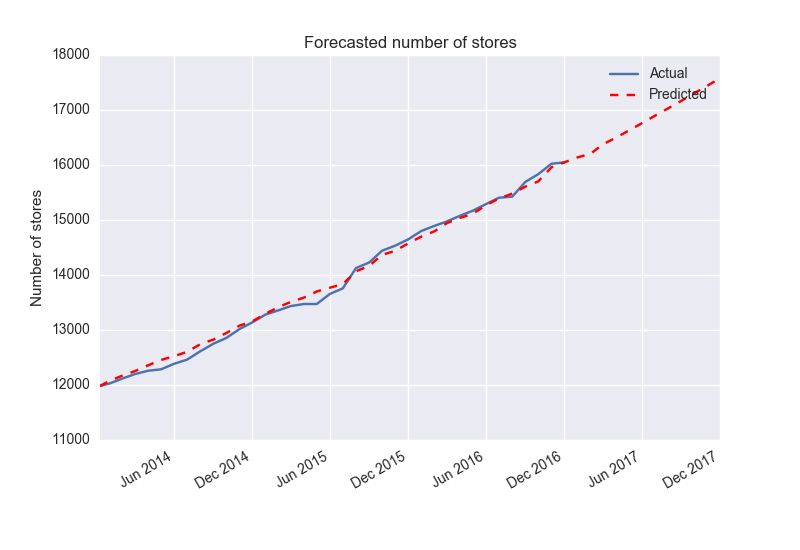 Forecasted number of stores
18000
17000
16000
15000
14000
13000
12000
11000
Number of stores
Actual
Predicted
Jun 2014
Dec 2014
Jun 2015
Dec 2015
Jun 2016
Dec 2016
Jun 2017
Dec 2017